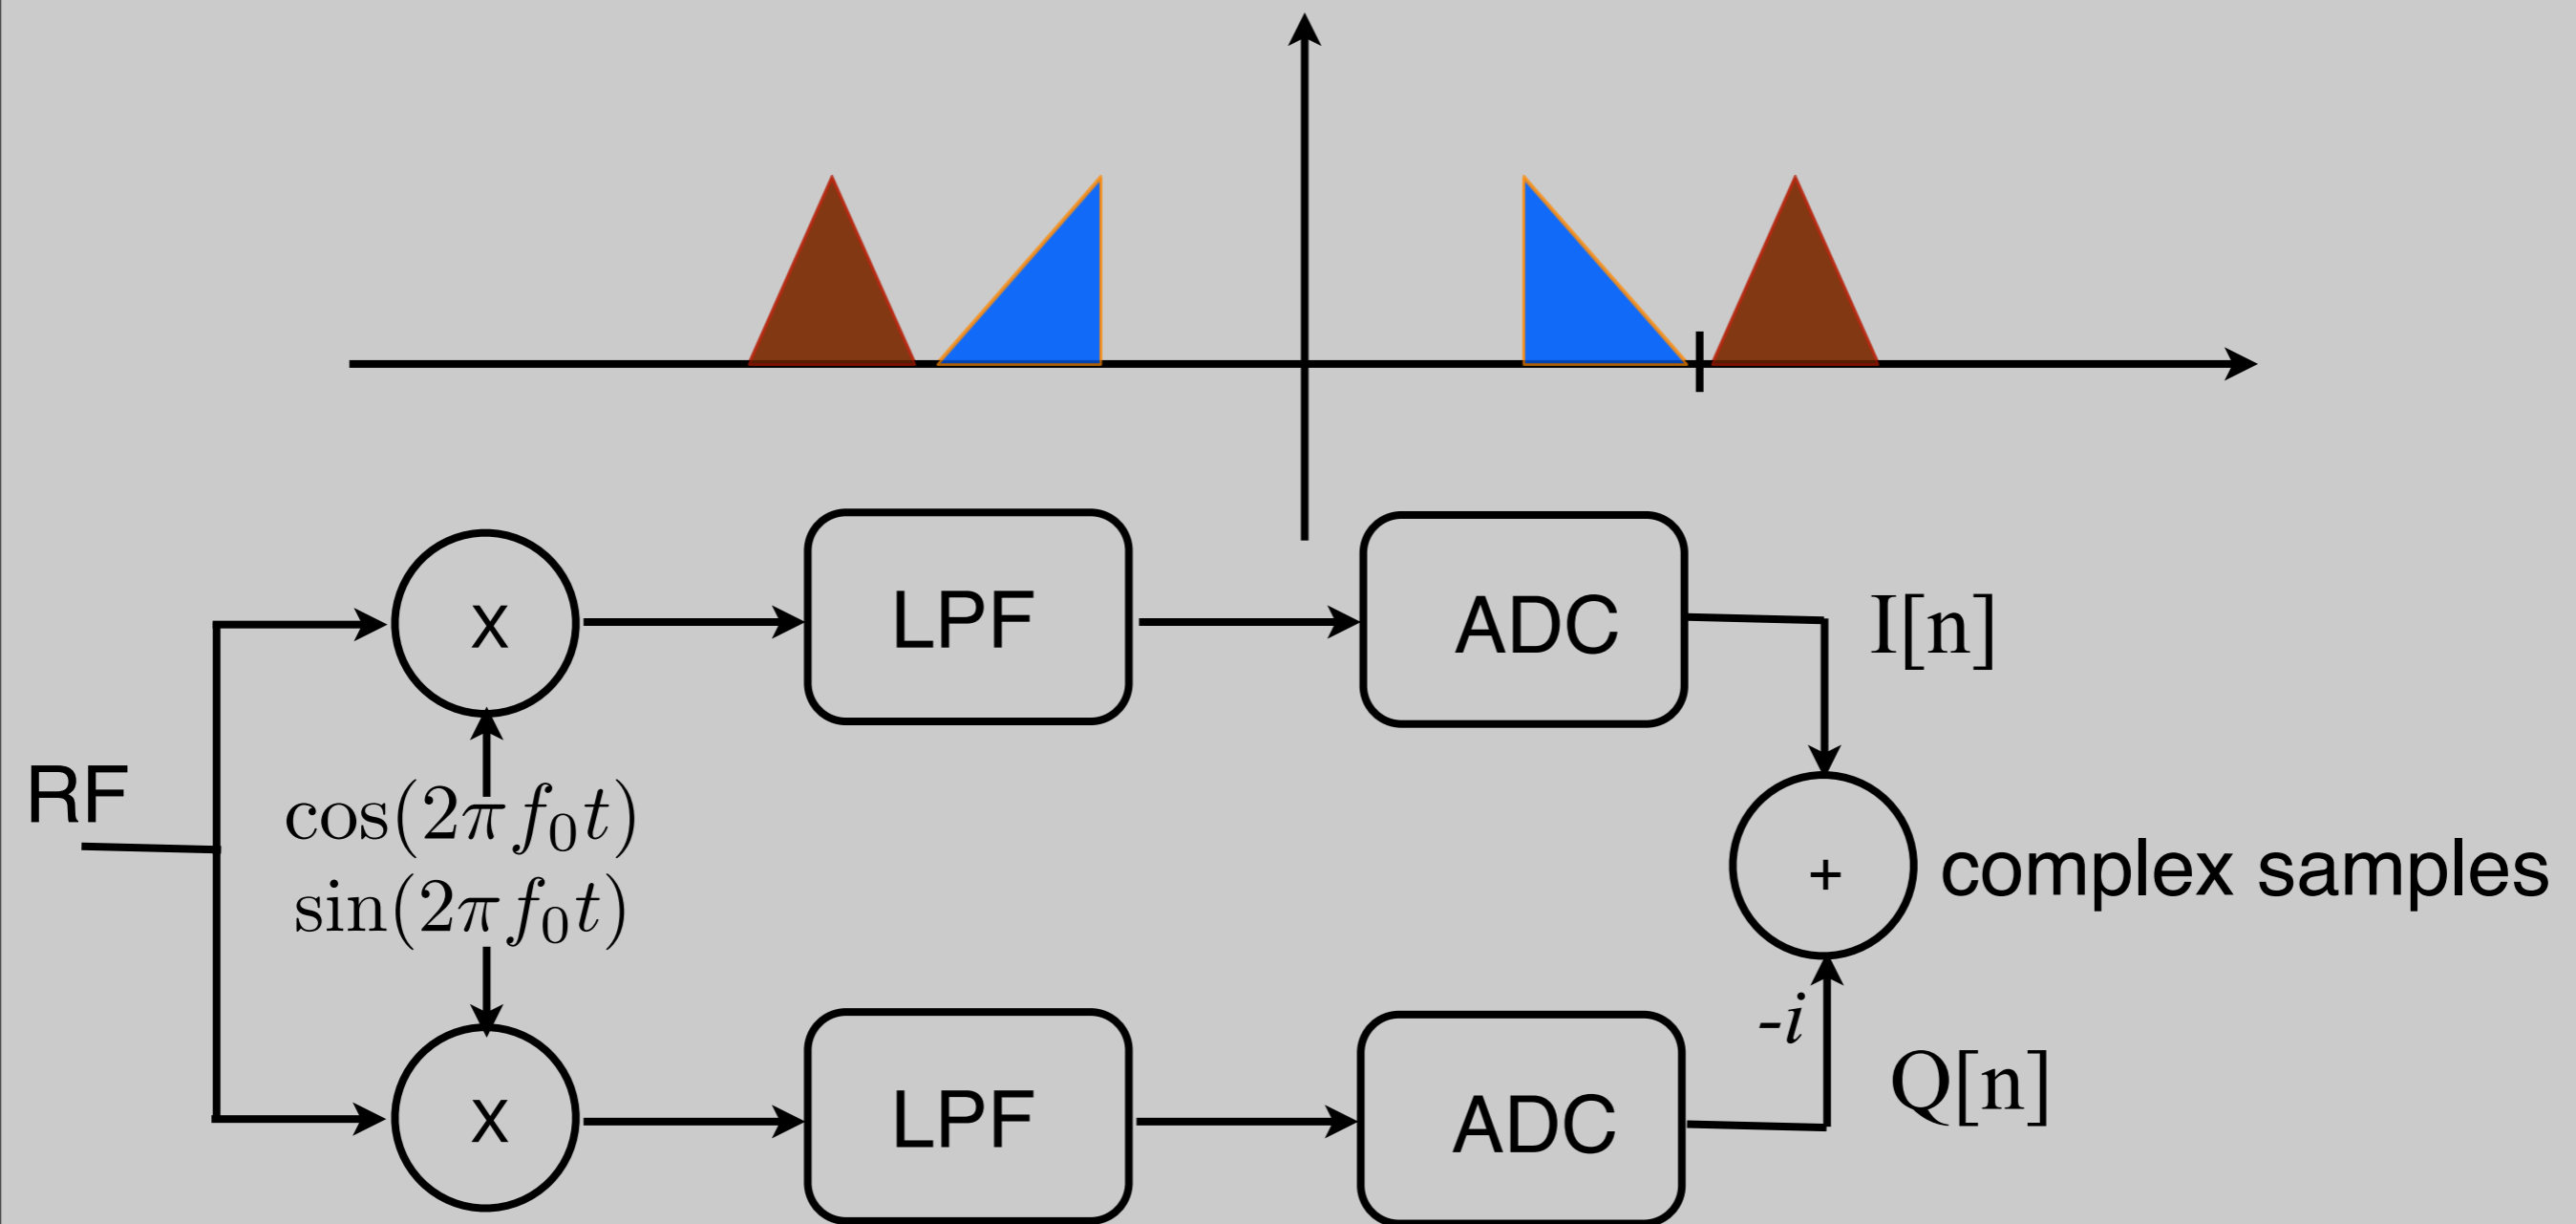 x
LPF
ADC
I[n]
RF
cos(2πf₀t)
sin(2πf₀t)
+
complex samples
-i
Q[n]
x
LPF
ADC